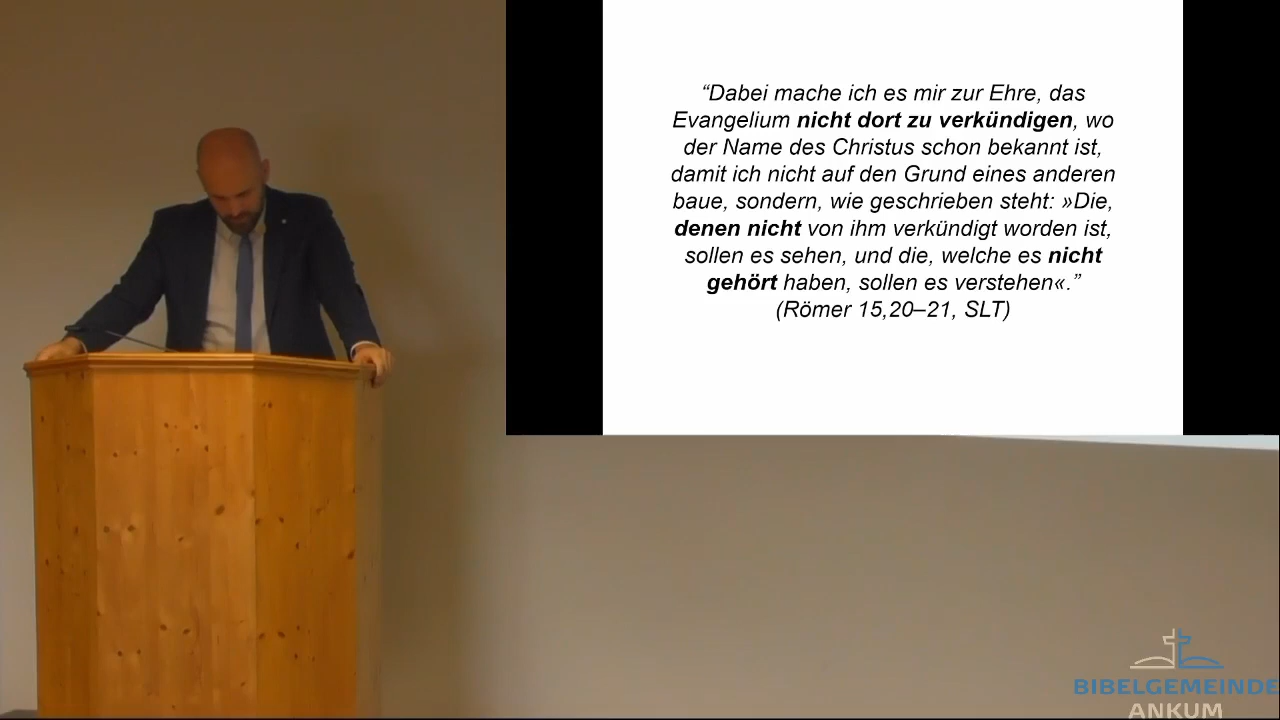 “Dabei mache ich es mir zur Ehre, das
Evangelium nicht dort zu verkündigen, wo
der Name des Christus schon bekannt ist,
damit ich nicht auf den Grund eines anderen
baue, sondern, wie geschrieben steht: »Die,
denen nicht von ihm verkündigt worden ist,
sollen es sehen, und die, welche es nicht
gehört haben, sollen es verstehen«.”
(Römer 15,20–21, SLT)
BIBELGEMEINDE
ANKUM